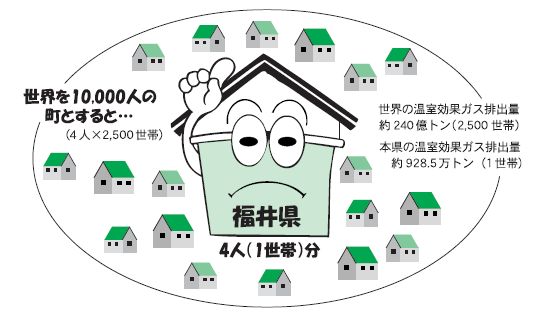 世界を10,000人の
町とすると…
（4人×2,500世帯）
世界の温室効果ガス排出量
約240億トン（2,500世帯）
本県の温室効果ガス排出量
約928.5万トン（1世帯）
福井県
4人（1世帯）分